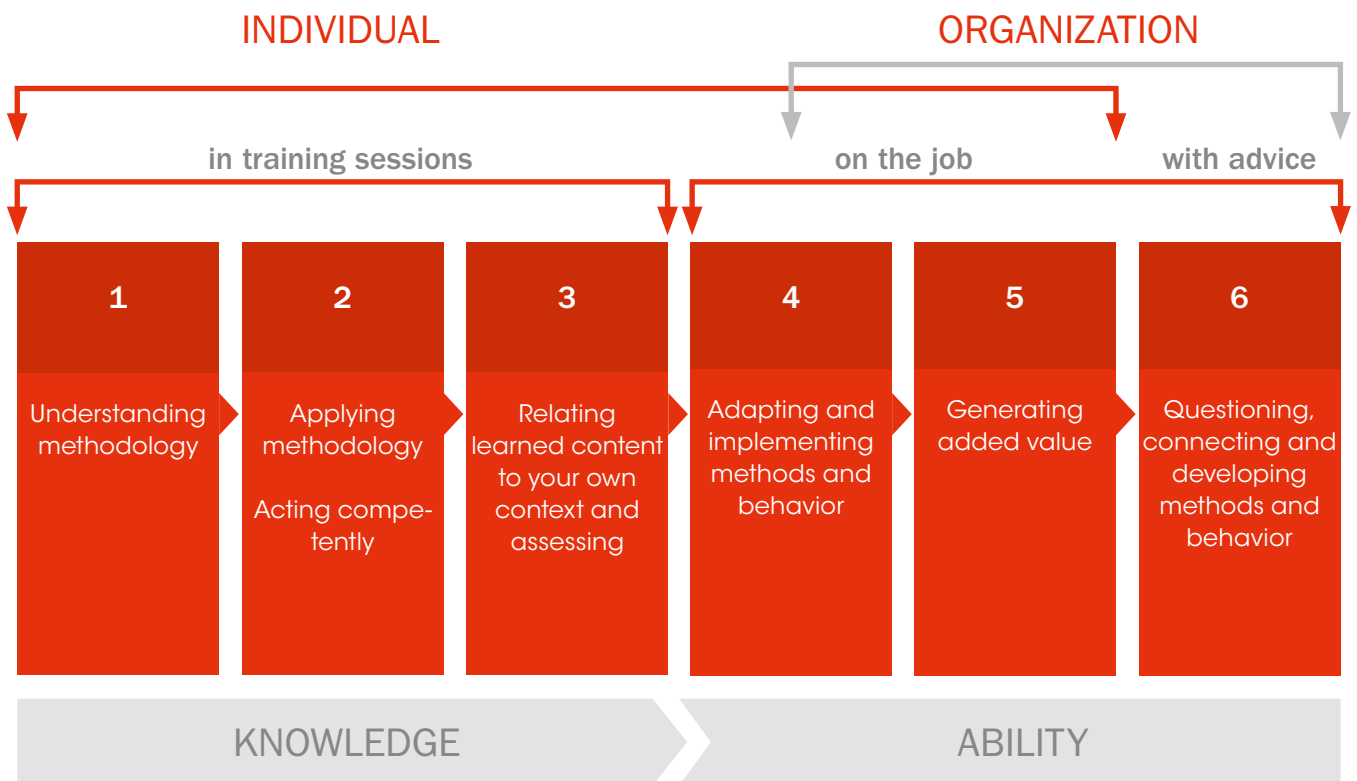 INDIVIDUAL
ORGANIZATION
in training sessions
on the job
with advice
1
Understanding
methodology
2
Applying
methodology
Acting compe-
tently
3
Relating
learned content
to your own
context and
assessing
4
Adapting and
implementing
methods and
behavior
5
Generating
added value
6
Questioning,
connecting and
developing
methods and
behavior
KNOWLEDGE
ABILITY